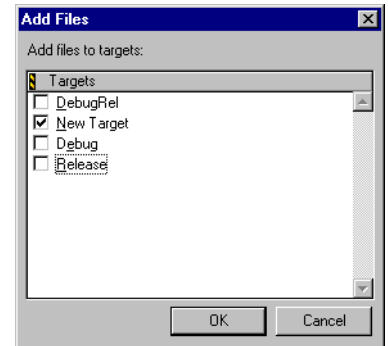 Add Files
Add files to targets:
Targets
DebugRel
New Target
Debug
Release
OK Cancel